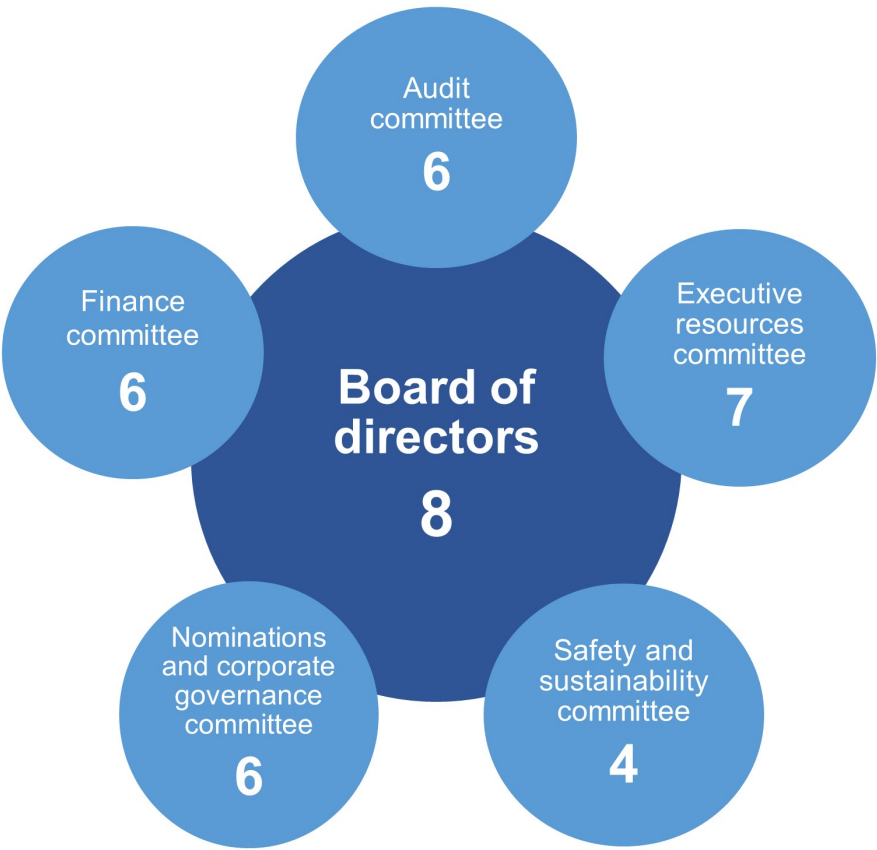 Audit
committee
6
Finance
committee
6
Executive
resources
committee
7
Board of
directors
8
Nominations
and corporate
governance
committee
6
Safety and
sustainability
committee
4